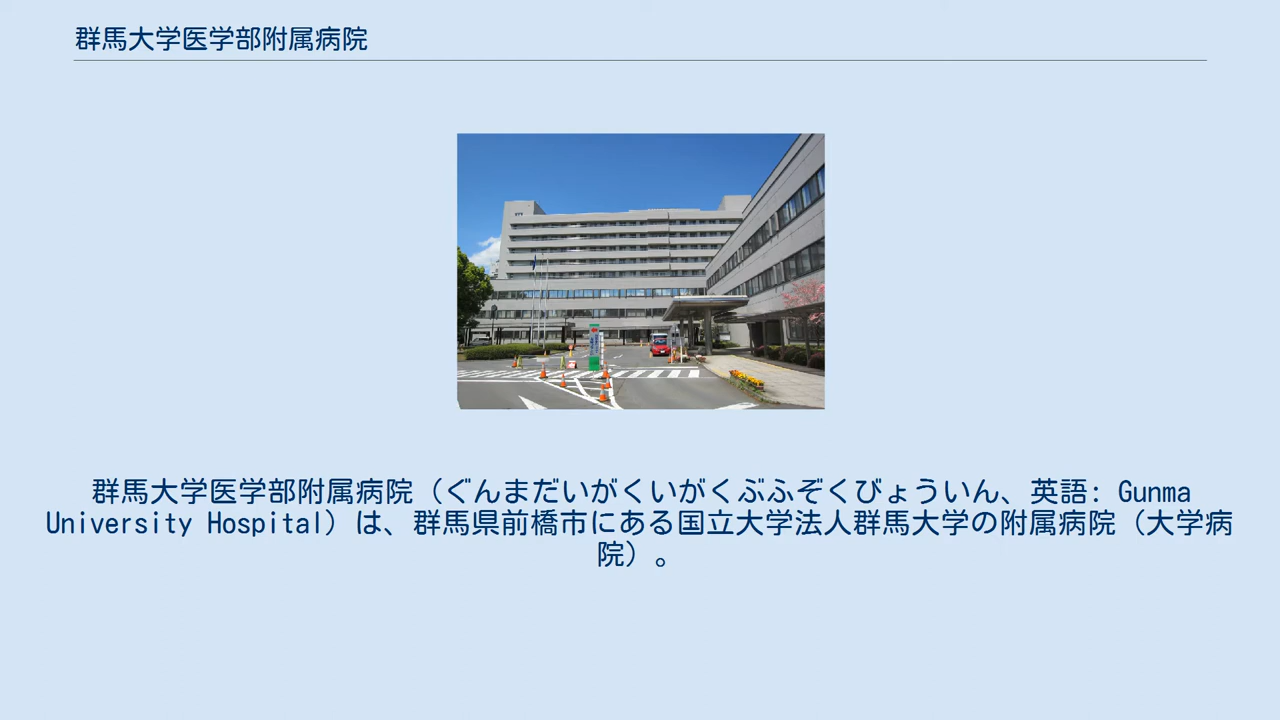 群馬大学医学部附属病院
群馬大学医学部附属病院（ぐんまだいがくいがくぶふぞくびょういん、英語: Gunma
University Hospital）は、群馬県前橋市にある国立大学法人群馬大学の附属病院（大学病
院）。